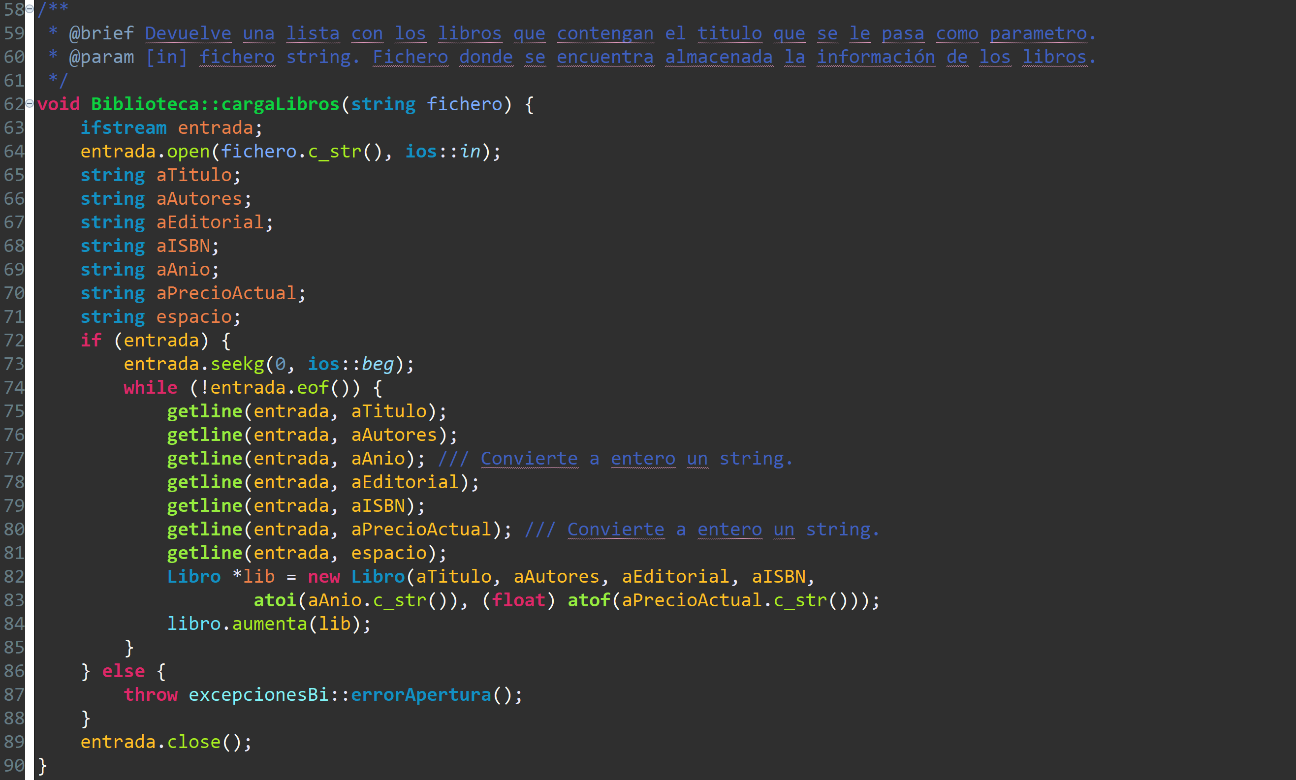 58 /**
59  * @brief Devuelve una lista con los libros que contengan el titulo que se le pasa como parametro.
60  * @param [in] fichero string. Fichero donde se encuentra almacenada la información de los libros.
61  */
62 void Biblioteca::cargaLibros(string fichero) {
63     ifstream entrada;
64     entrada.open(fichero.c_str(), ios::in);
65     string aTitulo;
66     string aAutores;
67     string aEditorial;
68     string aISBN;
69     string aAnio;
70     string aPrecioActual;
71     string espacio;
72     if (entrada) {
73         entrada.seekg(0, ios::beg);
74         while (!entrada.eof()) {
75             getline(entrada, aTitulo);
76             getline(entrada, aAutores);
77             getline(entrada, aAnio); /// Convierte a entero un string.
78             getline(entrada, aEditorial);
79             getline(entrada, aISBN);
80             getline(entrada, aPrecioActual); /// Convierte a entero un string.
81             getline(entrada, espacio);
82             Libro *lib = new Libro(aTitulo, aAutores, aEditorial, aISBN,
83                     atoi(aAnio.c_str()), (float) atof(aPrecioActual.c_str()));
84             libro.aumenta(lib);
85         }
86     } else {
87         throw excepcionesBi::errorApertura();
88     }
89     entrada.close();
90 }